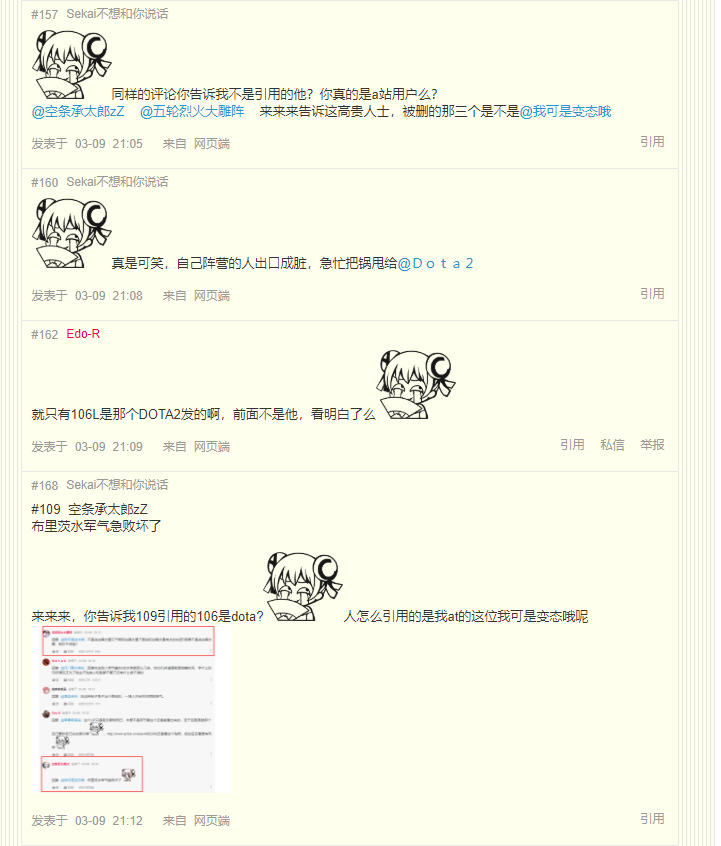 #157 Sekai不想和你说话
同样的评论你告诉我不是引用的他？你真的是a站用户么？
@空条承太郎zZ @五轮烈火大雕阵 来来来告诉这高贵人士，被删的那三个是不是@我可是变态哦
发表于 03-09 21:05 来自 网页端 引用
#160 Sekai不想和你说话
真是可笑，自己阵营的人出口成脏，急忙把锅甩给@Ｄｏｔａ２
发表于 03-09 21:08 来自 网页端 引用
#162 Edo-R
就只有106L是那个DOTA2发的啊，前面不是他，看明白了么
发表于 03-09 21:09 来自 网页端 引用 私信 举报
#168 Sekai不想和你说话
#109 空条承太郎zZ
布里茨水军气急败坏了
来来来，你告诉我109引用的106是dota？人怎么引用的是我at的这位我可是变态哦呢
发表于 03-09 21:12 来自 网页端 引用